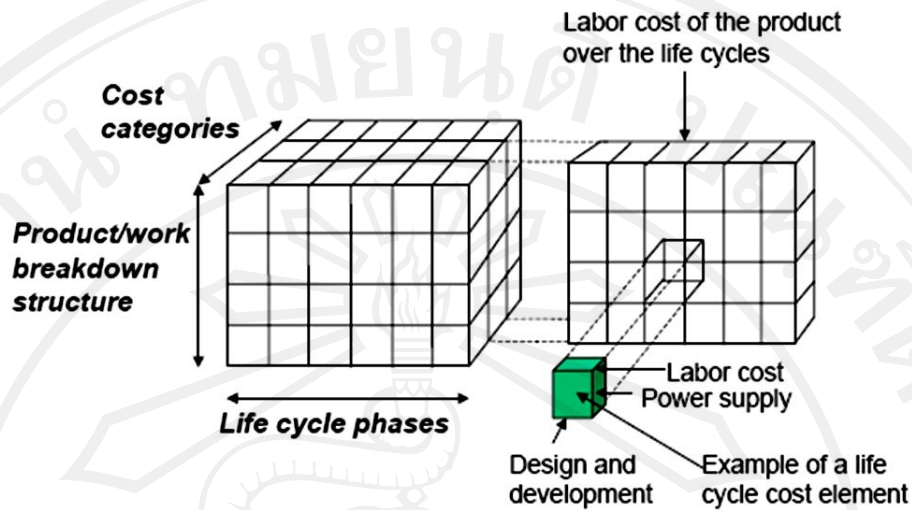 Labor cost of the product
over the life cycles
Cost
categories
Product/work
breakdown
structure
Life cycle phases
Labor cost
Power supply
Design and
development
Example of a life
cycle cost element